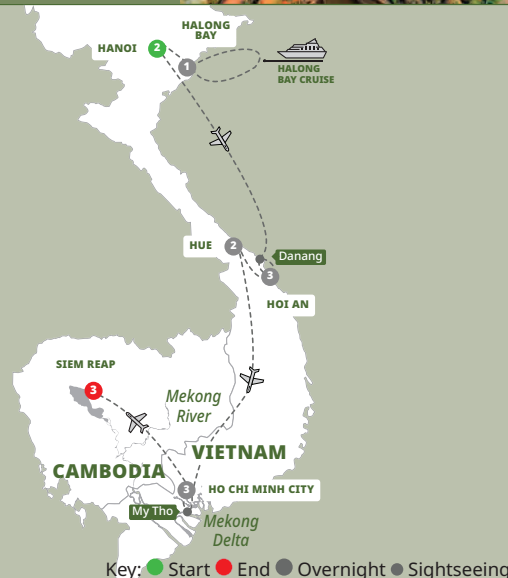 HALONG
BAY
HANOI
2
1
HALONG
BAY CRUISE
HUE
2
Danang
3
HOI AN
SIEM REAP
3
Mekong
River
VIETNAM
CAMBODIA
3
HO CHI MINH CITY
My Tho
Mekong
Delta
Key: Start End Overnight Sightseeing